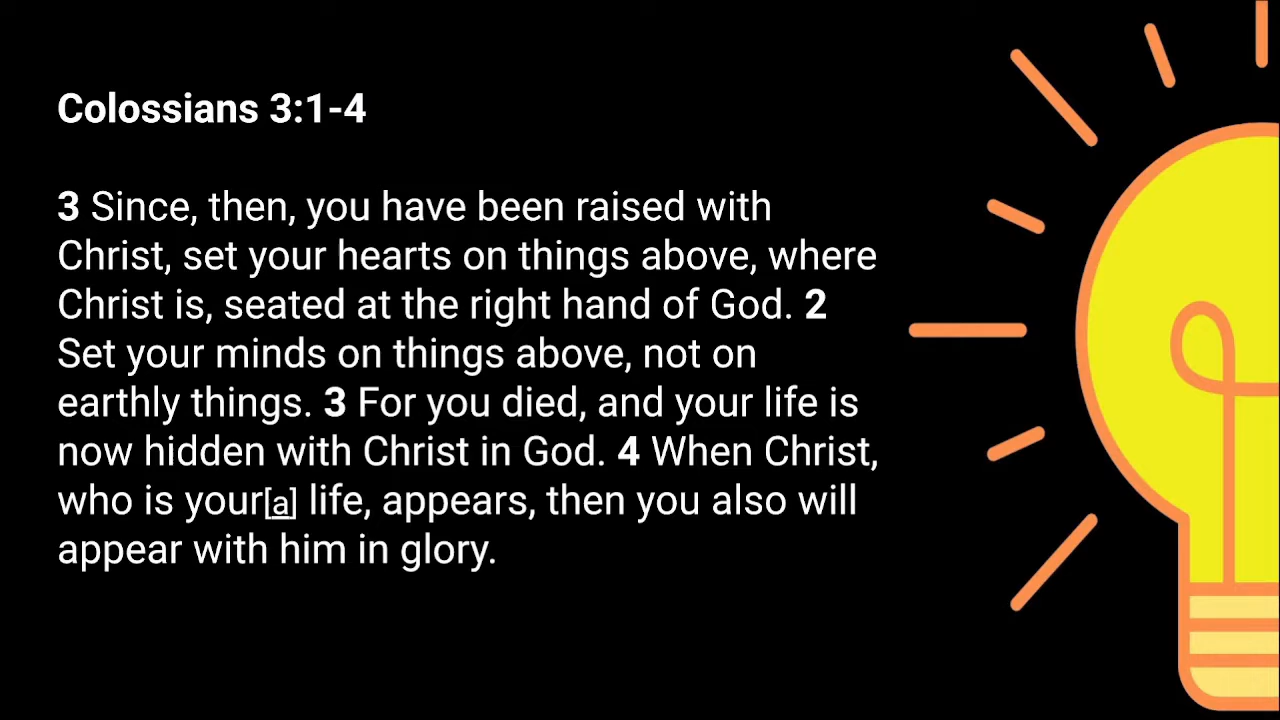 Colossians 3:1-4
3 Since, then, you have been raised with
Christ, set your hearts on things above, where
Christ is, seated at the right hand of God. 2
Set your minds on things above, not on
earthly things. 3 For you died, and your life is
now hidden with Christ in God. 4 When Christ,
who is your[a] life, appears, then you also will
appear with him in glory.